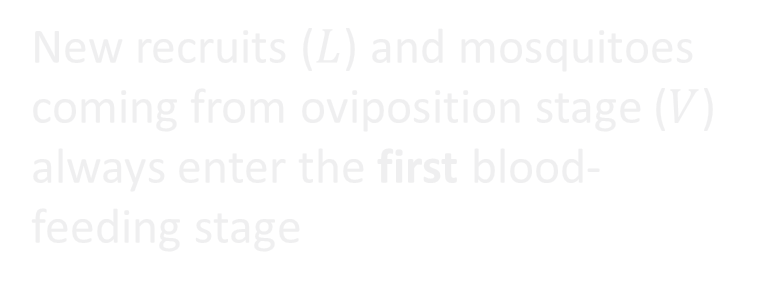 New recruits (L) and mosquitoes
coming from oviposition stage (V)
always enter the first blood-
feeding stage